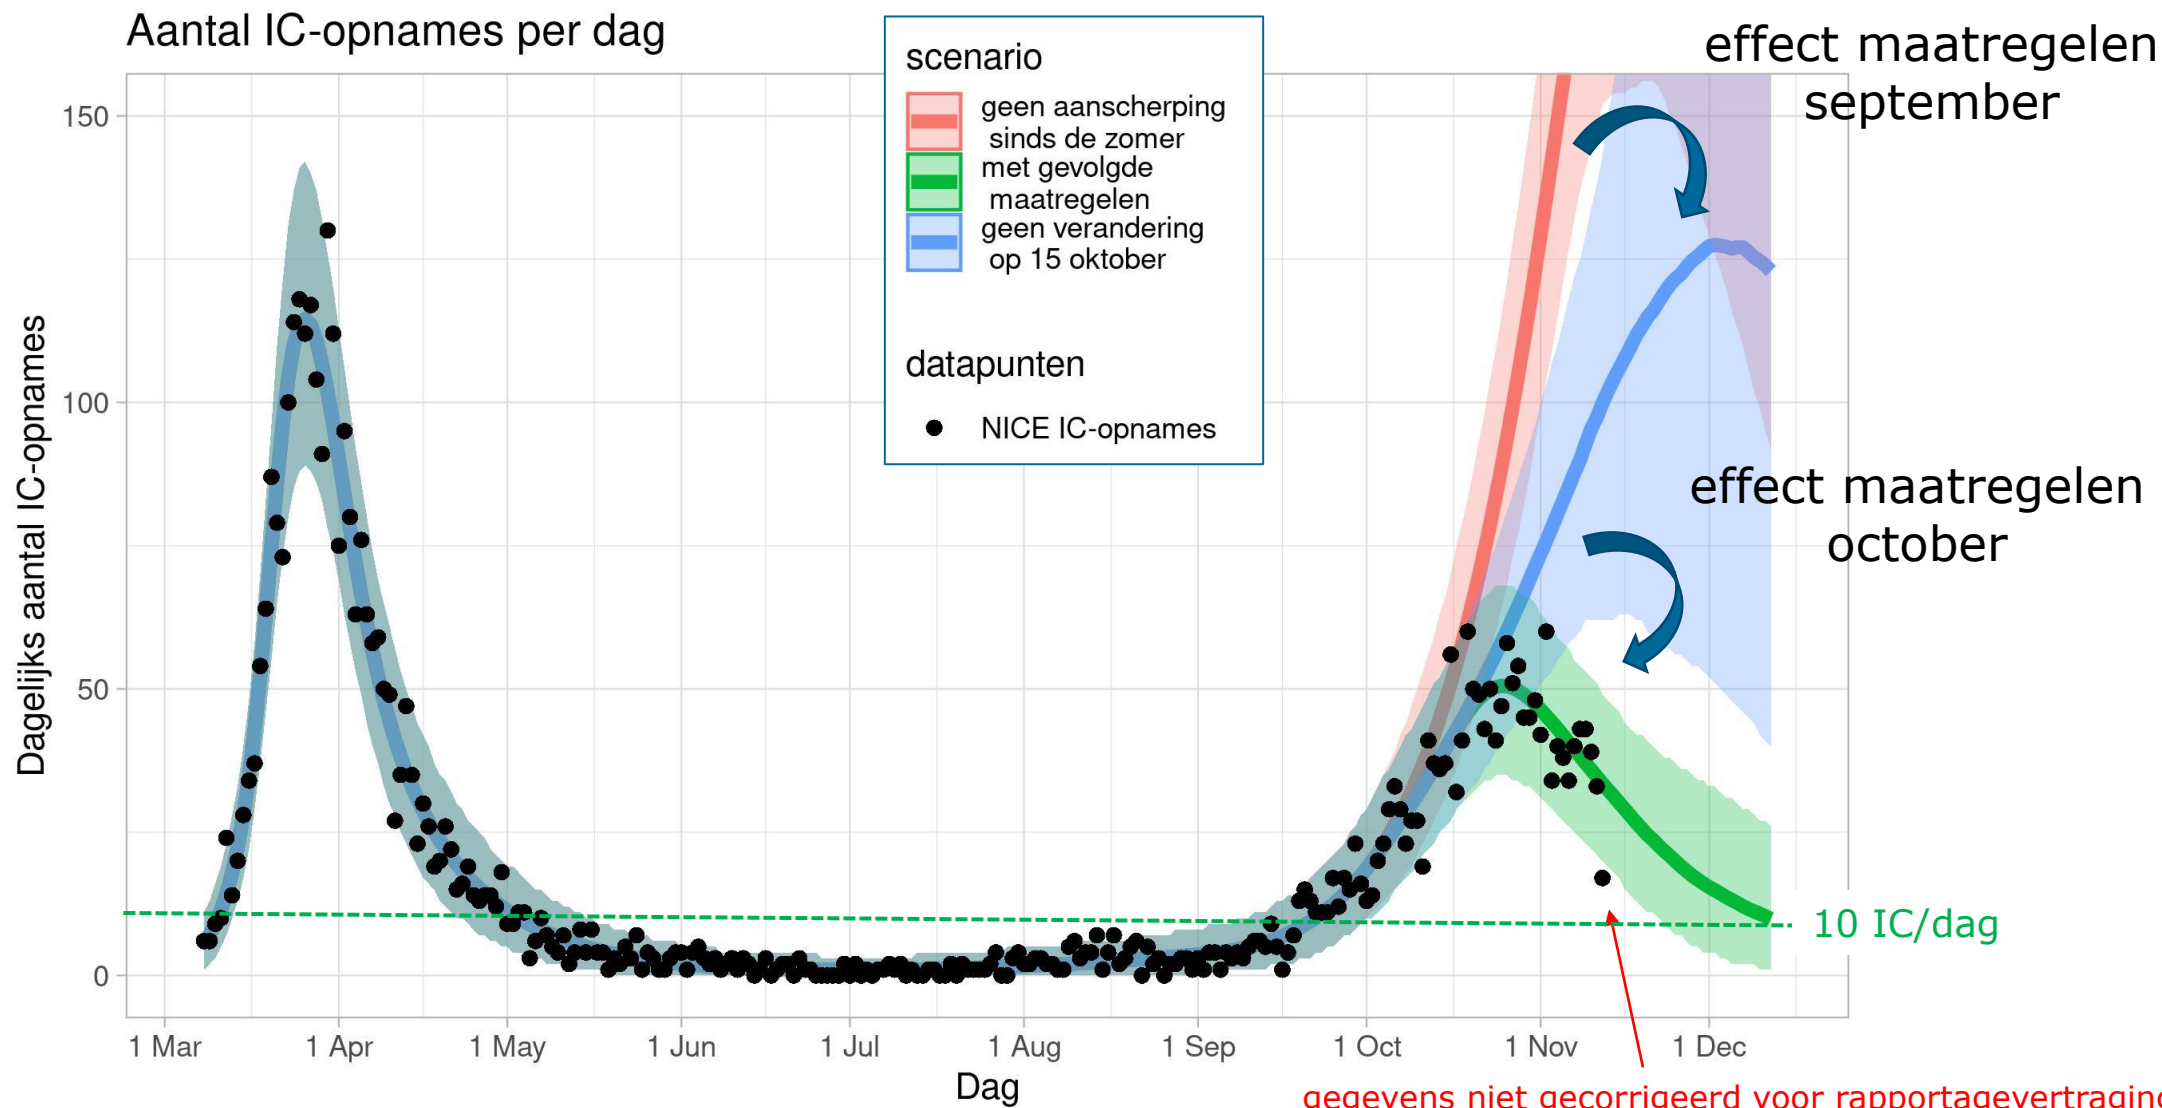 Aantal IC-opnames per dag
scenario
geen aanscherping
sinds de zomer
met gevolgde
maatregelen
geen verandering
op 15 oktober
datapunten
NICE IC-opnames
effect maatregelen
september
effect maatregelen
october
10 IC/dag
Dagelijks aantal IC-opnames
150
100
50
0
1 Mar
1 Apr
1 May
1 Jun
1 Jul
1 Aug
1 Sep
1 Oct
1 Nov
1 Dec
Dag
gegevens niet gecorrigeerd voor rapportagevertraging